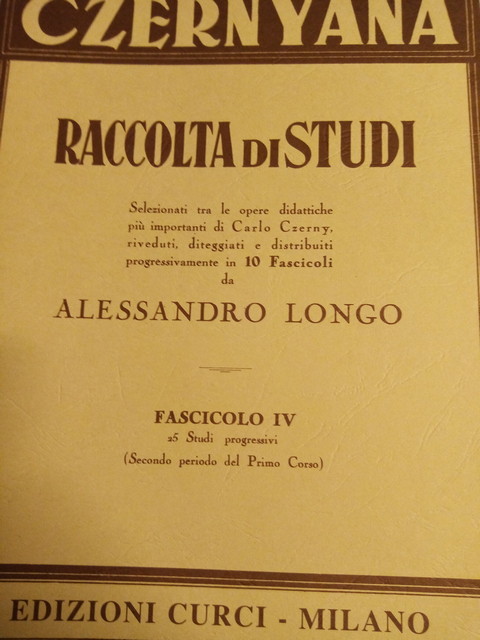 CZERNYANA
RACCOLTA DI STUDI
Selezionati tra le opere didattiche
più importanti di Carlo Czerny,
riveduti, diteggiati e distribuiti
progressivamente in 10 Fascicoli
da
ALESSANDRO LONGO
FASCICOLO IV
25 Studi progressivi
(Secondo periodo del Primo Corso)
EDIZIONI CURCI - MILANO